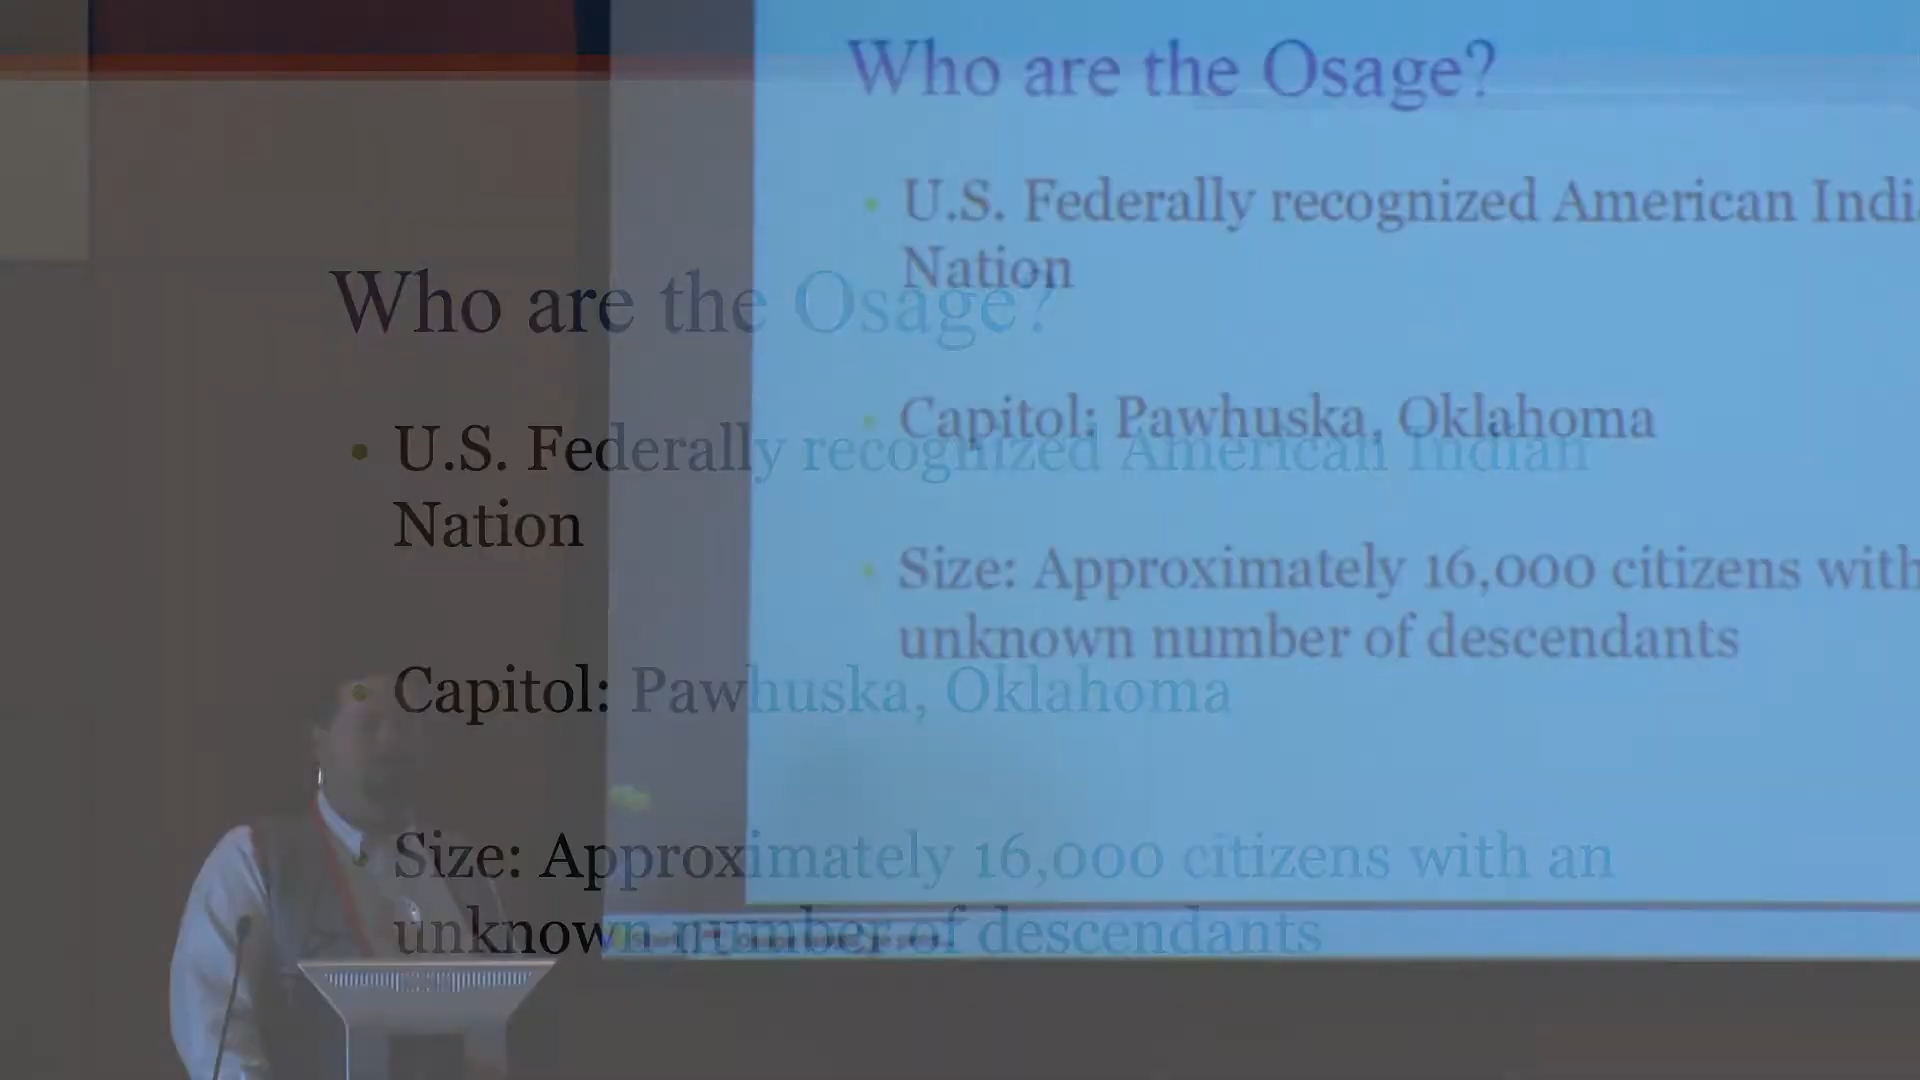 Who are the Osage?
U.S. Federally recognized American Indi
Nation
Capitol: Pawhuska, Oklahoma
Size: Approximately 16,000 citizens with
unknown number of descendants
Who are the Osage?
U.S. Federally recognized American Indian
Nation
Capitol: Pawhuska, Oklahoma
Size: Approximately 16,000 citizens with an
unknown number of descendants